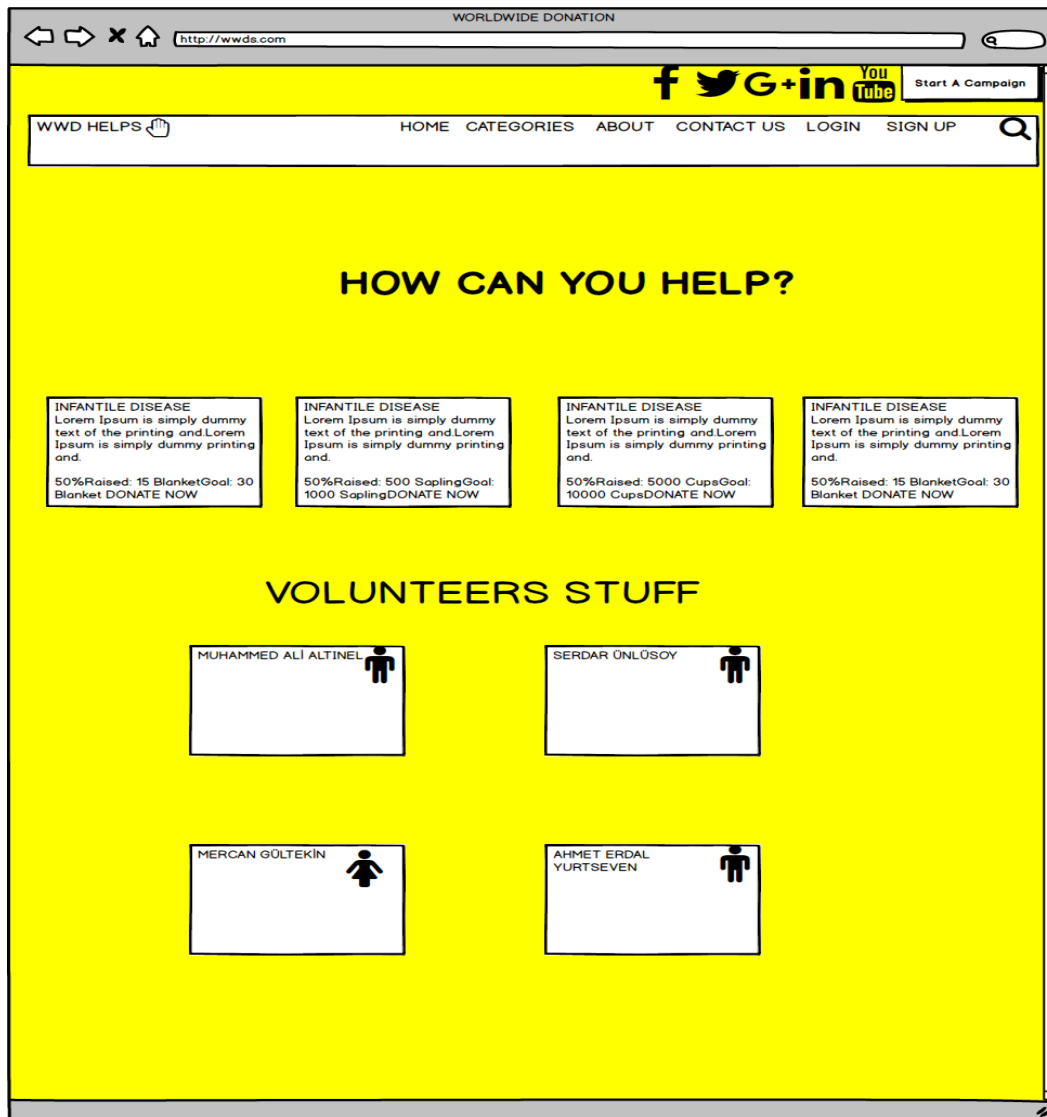 WORLDWIDE DONATION
http://wwds.com
f G+ in You Tube Start A Campaign
WWD HELPS HOME CATEGORIES ABOUT CONTACT US LOGIN SIGN UP
HOW CAN YOU HELP?
INFANTILE DISEASE
Lorem Ipsum is simply dummy
text of the printing and.Lorem
Ipsum is simply dummy printing
and.
50%Raised: 15 BlanketGoal: 30
Blanket DONATE NOW
INFANTILE DISEASE
Lorem Ipsum is simply dummy
text of the printing and.Lorem
Ipsum is simply dummy printing
and.
50%Raised: 500 SaplingGoal:
1000 SaplingDONATE NOW
INFANTILE DISEASE
Lorem Ipsum is simply dummy
text of the printing and.Lorem
Ipsum is simply dummy printing
and.
50%Raised: 5000 CupsGoal:
10000 CupsDONATE NOW
INFANTILE DISEASE
Lorem Ipsum is simply dummy
text of the printing and.Lorem
Ipsum is simply dummy printing
and.
50%Raised: 15 BlanketGoal: 30
Blanket DONATE NOW
VOLUNTEERS STUFF
MUHAMMED ALİ ALTINEL
SERDAR ÜNLÜSOY
MERCAN GÜLTEKİN
AHMET ERDAL
YURTSEVEN